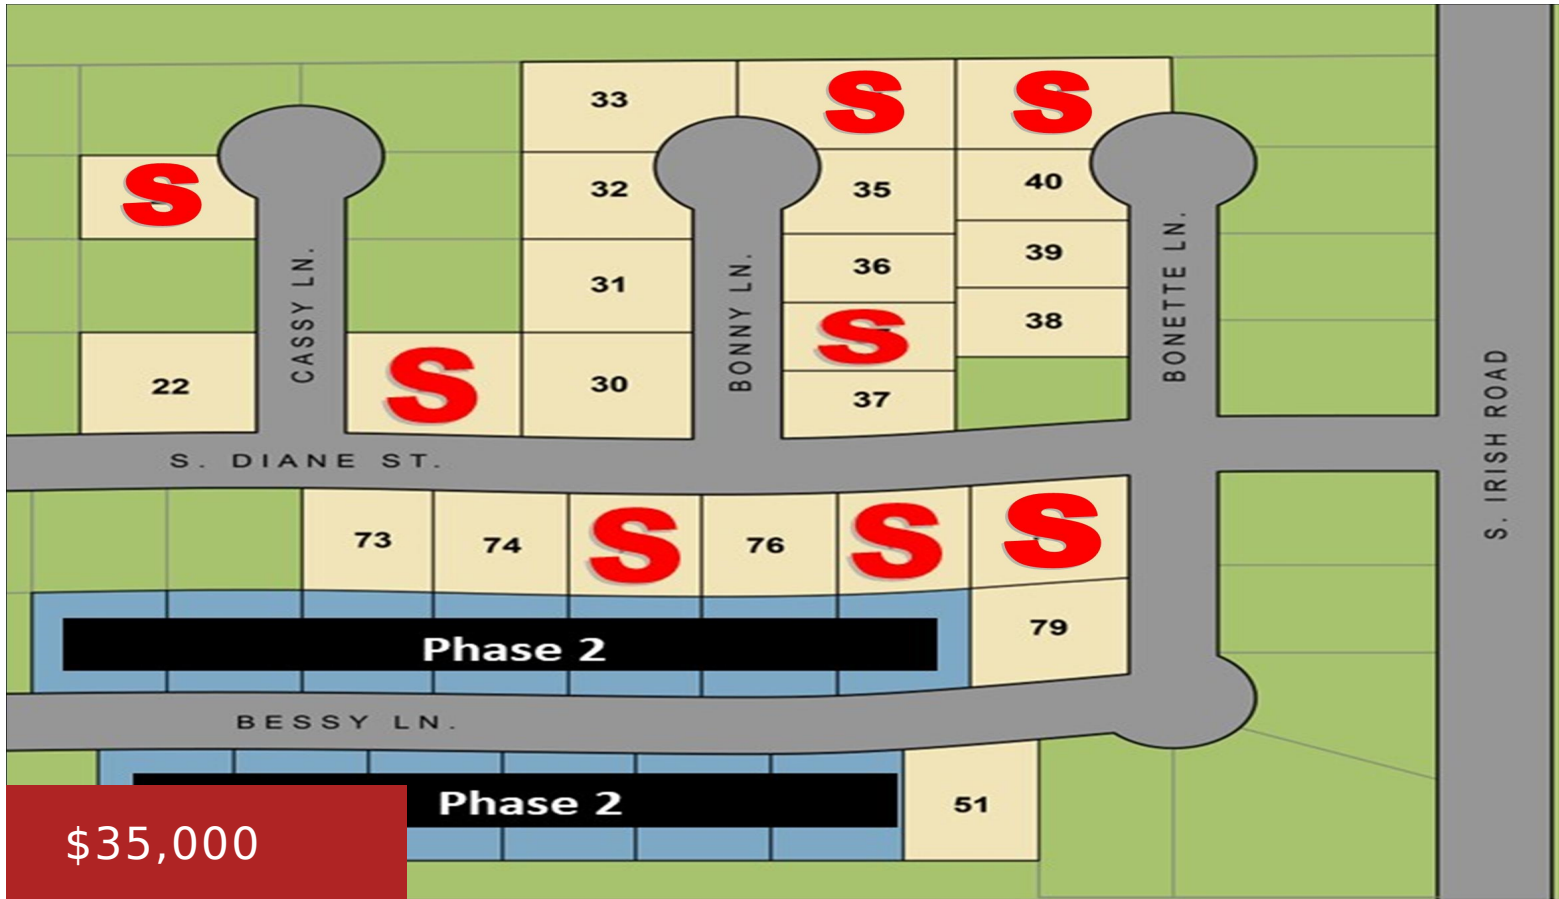 33
S
S
S
32
35
40
31
36
39
S
38
22
S
30
37
CASSY LN.
BONNY LN.
BONETTE LN.
S. IRISH ROAD
S. DIANE ST.
73
74
S
76
S
S
Phase 2
79
BESSY LN.
Phase 2
51
$35,000